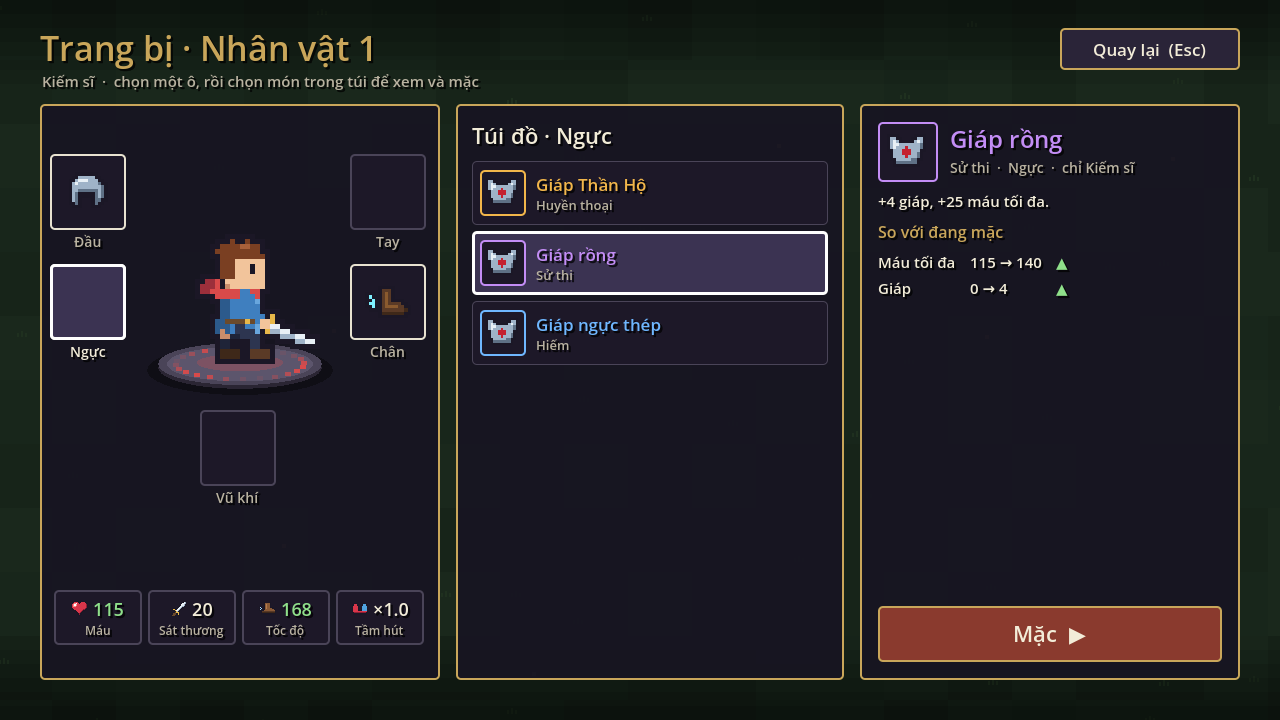 Trang bị · Nhân vật 1
Quay lại (Esc)
Kiếm sĩ · chọn một ô, rồi chọn món trong túi để xem và mặc
Đầu
Tay
Ngực
Chân
Vũ khí
115
Máu
20
Sát thương
168
Tốc độ
×1.0
Tầm hút
Túi đồ · Ngực
Giáp Thần Hộ
Huyền thoại
Giáp rồng
Sử thi
Giáp ngực thép
Hiếm
Giáp rồng
Sử thi · Ngực · chỉ Kiếm sĩ
+4 giáp, +25 máu tối đa.
So với đang mặc
Máu tối đa 115 → 140 ▲
Giáp 0 → 4 ▲
Mặc ▶